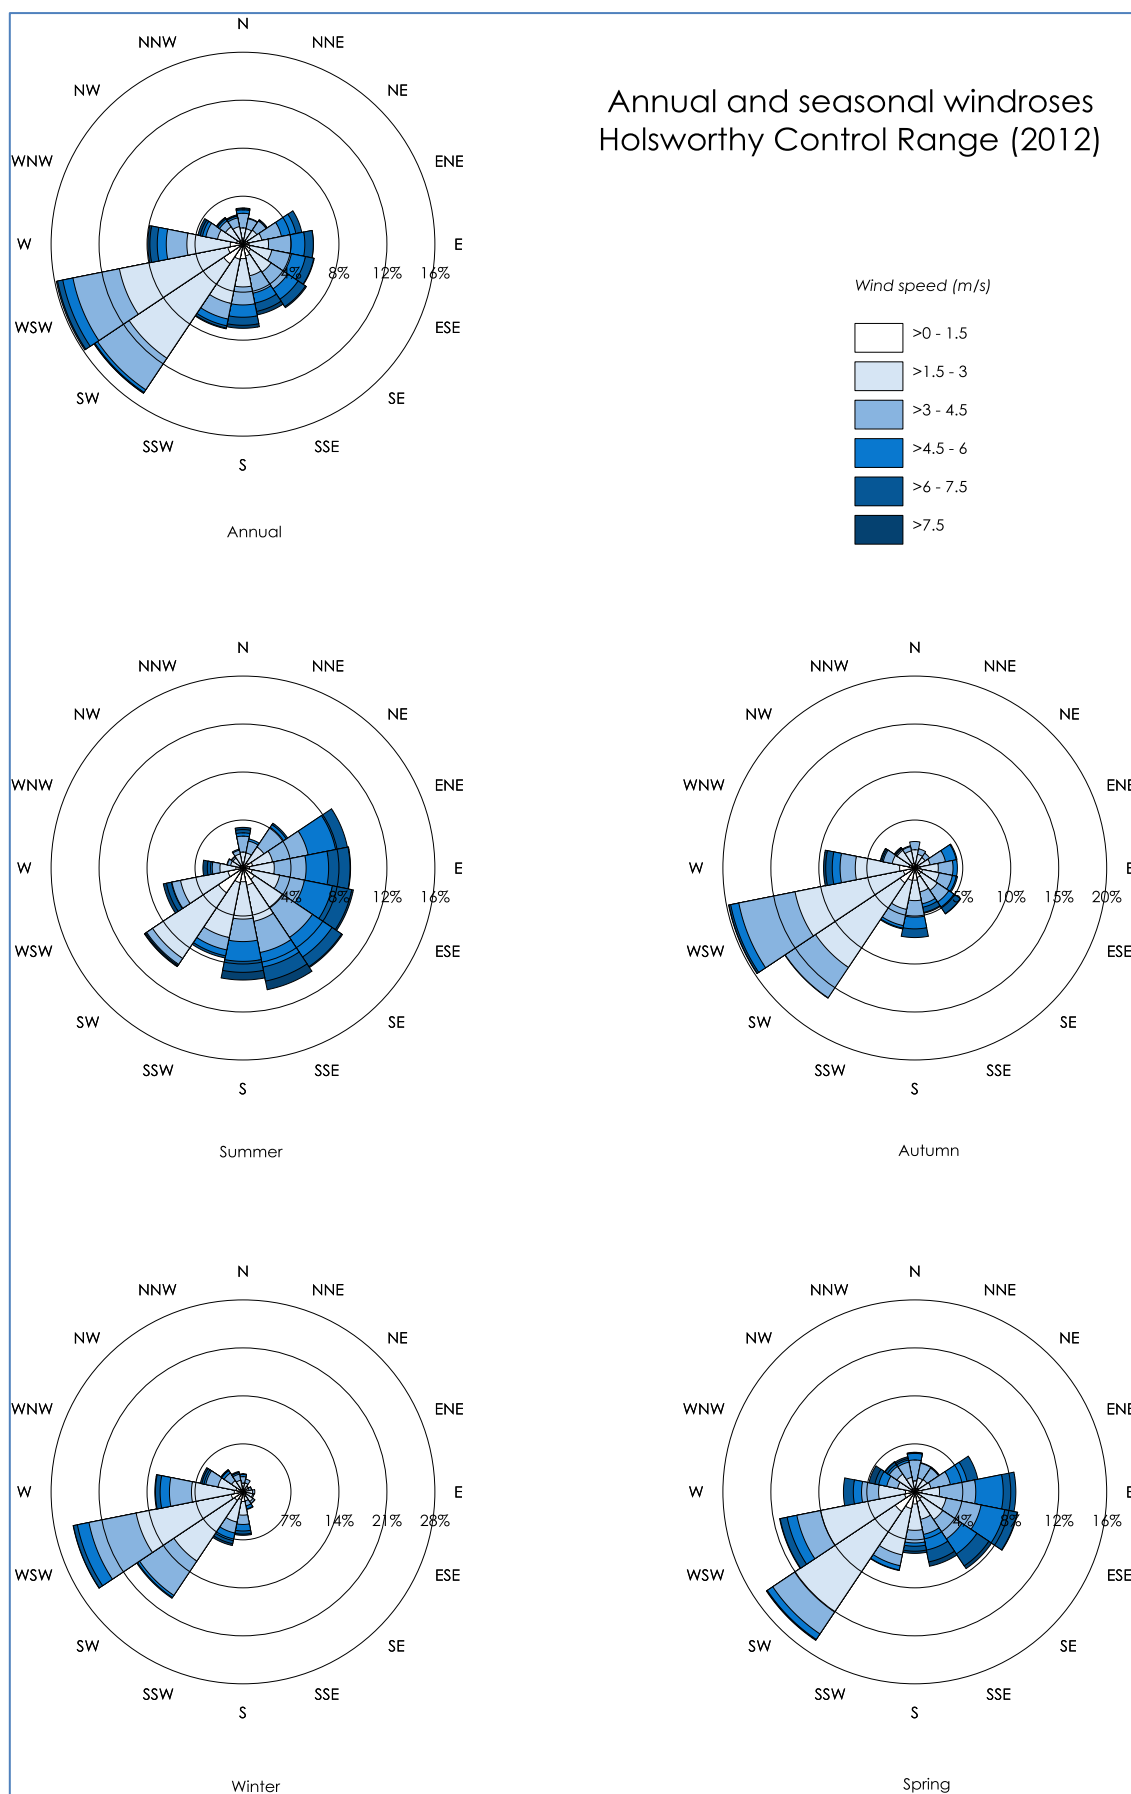 Annual and seasonal windroses
Holsworthy Control Range (2012)
N
NNW
NNE
NW
NE
WNW
ENE
W
E
4%
8%
12%
16%
WSW
ESE
SW
SE
SSW
SSE
S
Annual
Wind speed (m/s)
>0 - 1.5
>1.5 - 3
>3 - 4.5
>4.5 - 6
>6 - 7.5
>7.5
N
NNW
NNE
NW
NE
WNW
ENE
W
E
4%
8%
12%
16%
WSW
ESE
SW
SE
SSW
SSE
S
Summer
N
NNW
NNE
NW
NE
WNW
ENE
W
E
5%
10%
15%
20%
WSW
ESE
SW
SE
SSW
SSE
S
Autumn
N
NNW
NNE
NW
NE
WNW
ENE
W
E
7%
14%
21%
28%
WSW
ESE
SW
SE
SSW
SSE
S
Winter
N
NNW
NNE
NW
NE
WNW
ENE
W
E
4%
8%
12%
16%
WSW
ESE
SW
SE
SSW
SSE
S
Spring